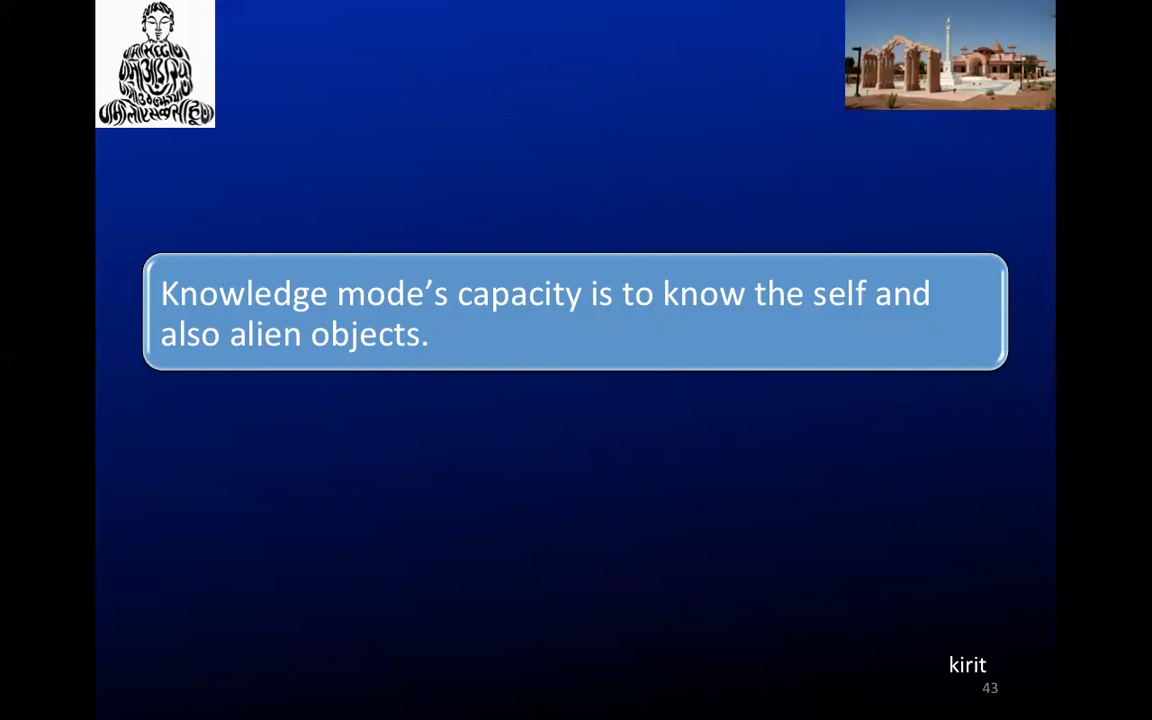 Knowledge mode’s capacity is to know the self and
also alien objects.
kirit
43